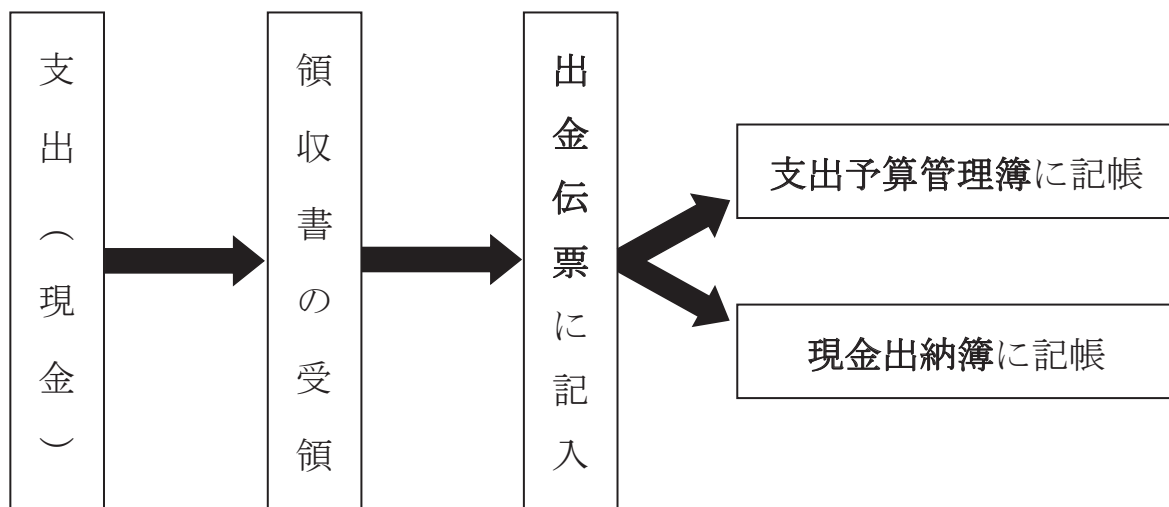 支出（現金）
領収書の受領
出金伝票に記入
支出予算管理簿に記帳
現金出納簿に記帳